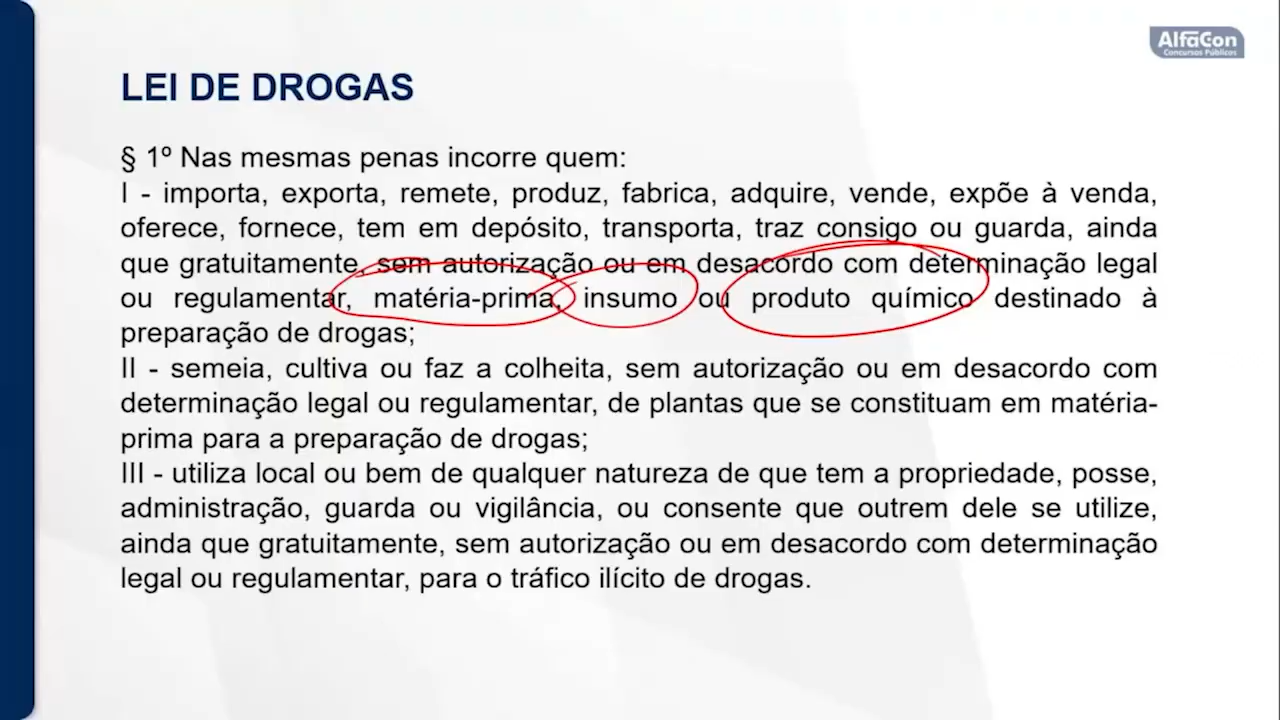 AlfaCon
Concursos Públicos
LEI DE DROGAS
§ 1º Nas mesmas penas incorre quem:
I - importa, exporta, remete, produz, fabrica, adquire, vende, expõe à venda,
oferece, fornece, tem em depósito, transporta, traz consigo ou guarda, ainda
que gratuitamente, sem autorização ou em desacordo com determinação legal
ou regulamentar, matéria-prima, insumo ou produto químico destinado à
preparação de drogas;
II - semeia, cultiva ou faz a colheita, sem autorização ou em desacordo com
determinação legal ou regulamentar, de plantas que se constituam em matéria-
prima para a preparação de drogas;
III - utiliza local ou bem de qualquer natureza de que tem a propriedade, posse,
administração, guarda ou vigilância, ou consente que outrem dele se utilize,
ainda que gratuitamente, sem autorização ou em desacordo com determinação
legal ou regulamentar, para o tráfico ilícito de drogas.